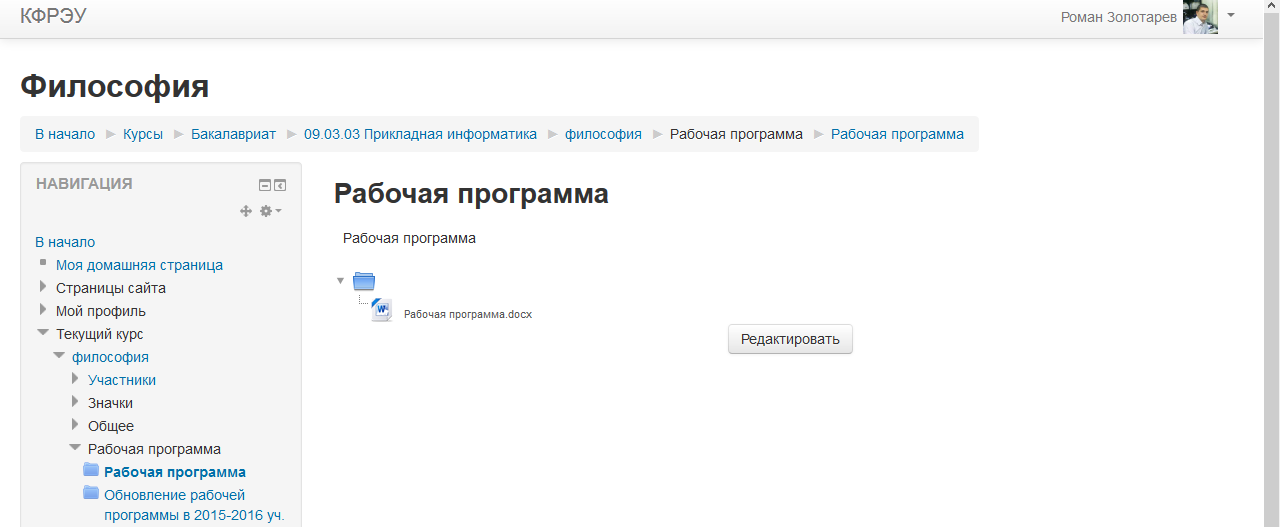 КФРЭУ
Роман Золотарев
Философия
В начало Курсы Бакалавриат 09.03.03 Прикладная информатика философия Рабочая программа Рабочая программа
НАВИГАЦИЯ
В начало
Моя домашняя страница
Страницы сайта
Мой профиль
Текущий курс
философия
Участники
Значки
Общее
Рабочая программа
Рабочая программа
Обновление рабочей
программы в 2015-2016 уч.
Рабочая программа
Рабочая программа
Рабочая программа.docx
Редактировать